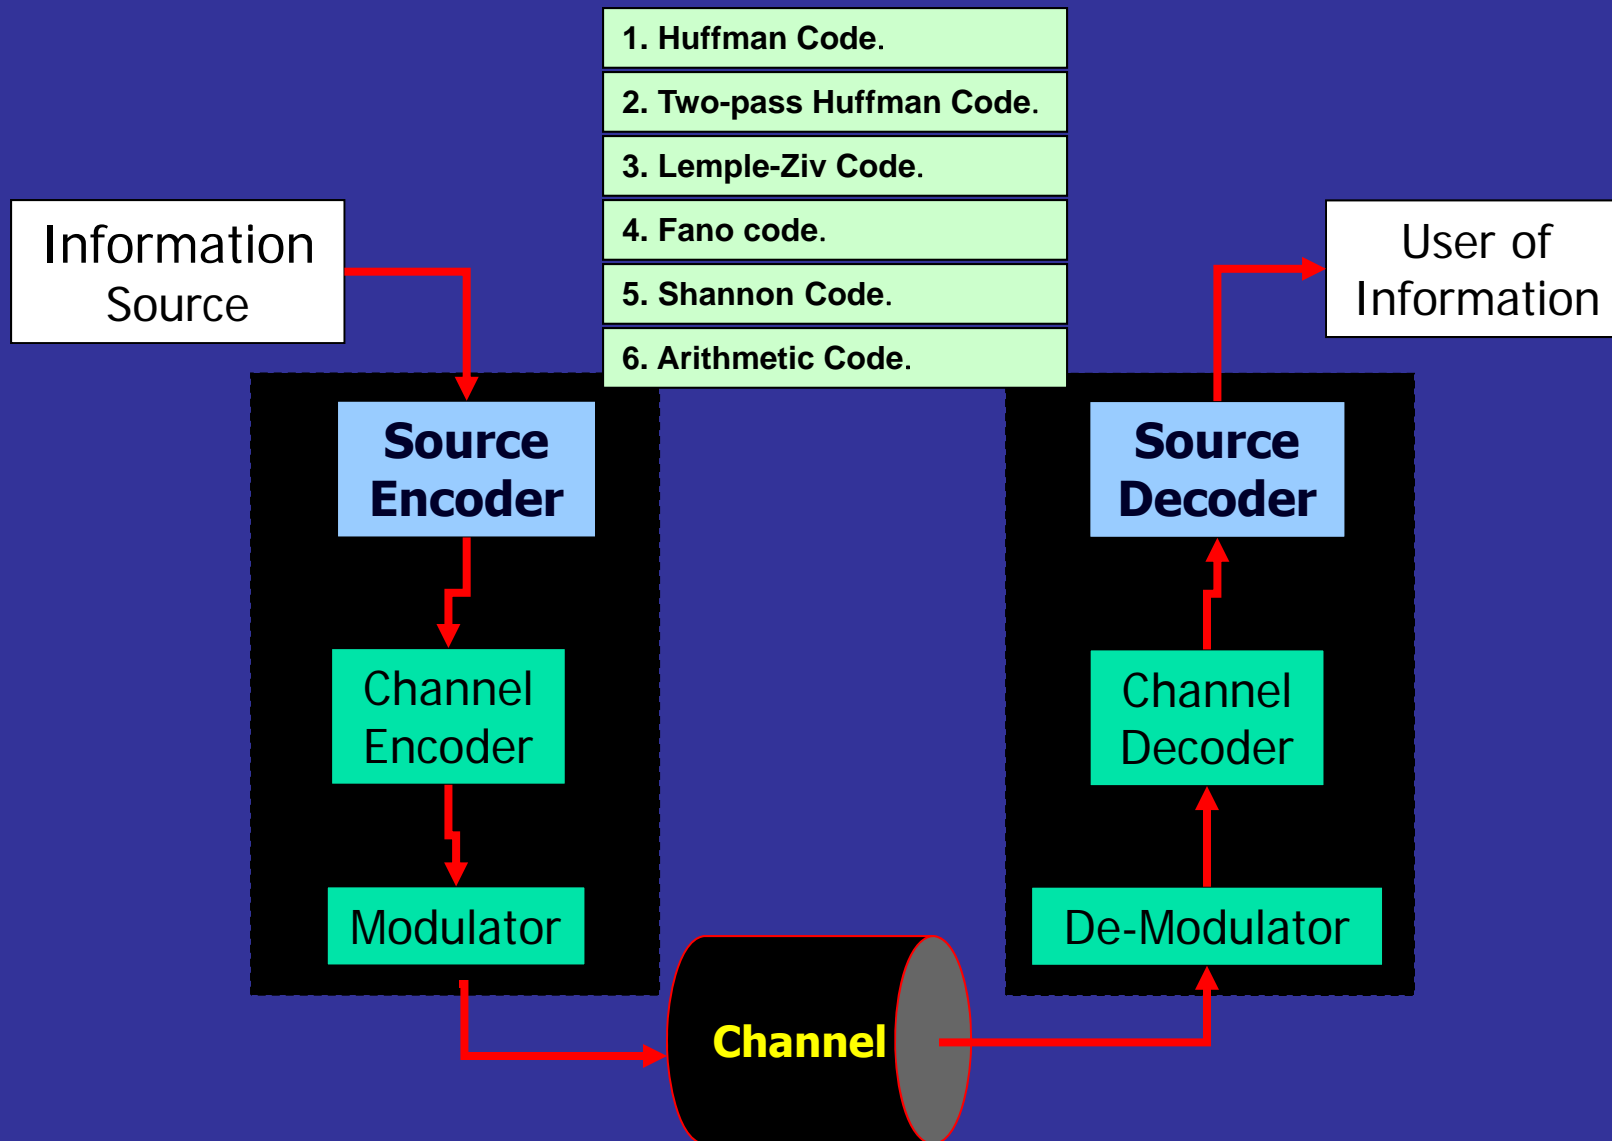 1. Huffman Code.
2. Two-pass Huffman Code.
3. Lemple-Ziv Code.
4. Fano code.
5. Shannon Code.
6. Arithmetic Code.
Information
Source
User of
Information
Source
Encoder
Source
Decoder
Channel
Encoder
Channel
Decoder
Modulator
De-Modulator
Channel